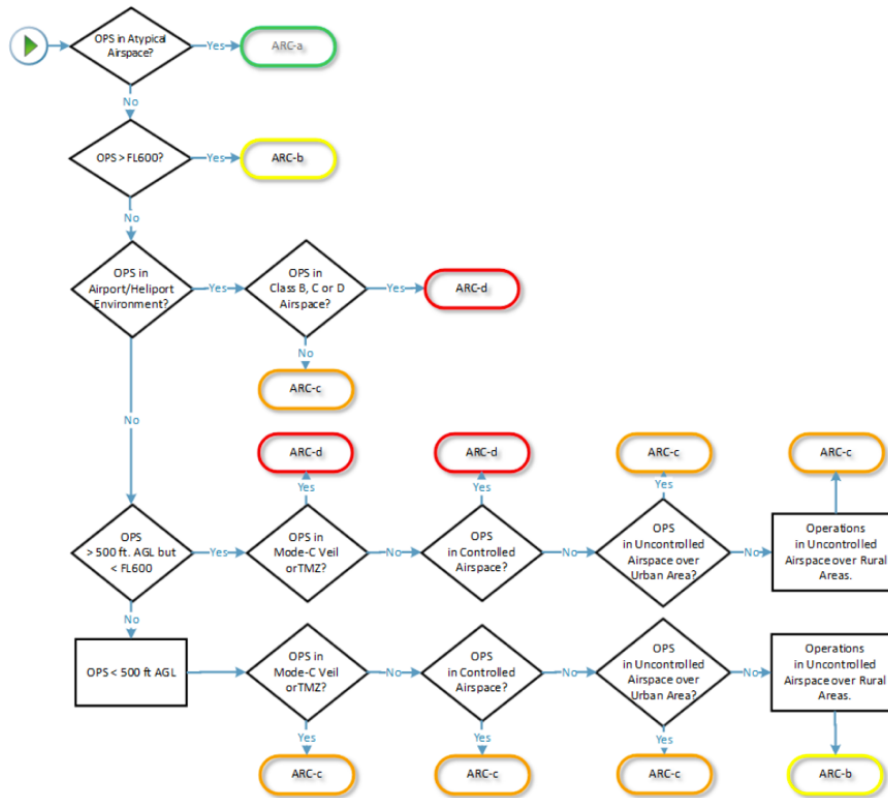 OPS in Atypical
Airspace?
Yes
ARC-a
No
OPS > FL600?
Yes
ARC-b
No
OPS in
Airport/Heliport
Environment?
Yes
OPS in
Class B, C or D
Airspace?
Yes
ARC-d
No
ARC-c
No
ARC-d
ARC-d
ARC-c
ARC-c
Yes
Yes
Yes
OPS
> 500 ft. AGL but
< FL600
Yes
OPS in
Mode-C Veil
orTMZ?
No
OPS
in Controlled
Airspace?
No
OPS
in Uncontrolled
Airspace over
Urban Area?
No
Operations
in Uncontrolled
Airspace over Rural
Areas.
No
OPS < 500 ft AGL
OPS in
Mode-C Veil
orTMZ?
No
OPS
in Controlled
Airspace?
No
OPS
in Uncontrolled
Airspace over
Urban Area?
No
Operations
in Uncontrolled
Airspace over Rural
Areas.
Yes
Yes
Yes
ARC-c
ARC-c
ARC-c
ARC-b